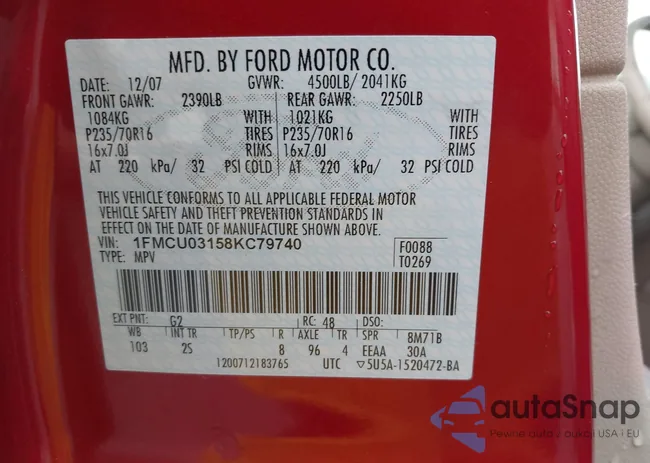 MFD. BY FORD MOTOR CO.
DATE: 12/07 GVWR: 4500LB/ 2041KG
FRONT GAWR: 2390LB REAR GAWR: 2250LB
1084KG WITH 1021KG WITH
P235/70R16 TIRES P235/70R16 TIRES
16x7.0J RIMS 16x7.0J RIMS
AT 220 kPa/ 32 PSI COLD AT 220 kPa/ 32 PSI COLD
THIS VEHICLE CONFORMS TO ALL APPLICABLE FEDERAL MOTOR
VEHICLE SAFETY AND THEFT PREVENTION STANDARDS IN
EFFECT ON THE DATE OF MANUFACTURE SHOWN ABOVE.
VIN: 1FMCU03158KC79740 F0088
TYPE: MPV T0269
EXT PNT: G2 RC: 48 DSO:
WB INT TR TP/PS R AXLE TR SPR 8M71B
103 2S 8 96 4 EEAA 30A
1200712183765 UTC ▽5U5A-1520472-BA
autoSnap
Pewne auta z aukcji USA i EU